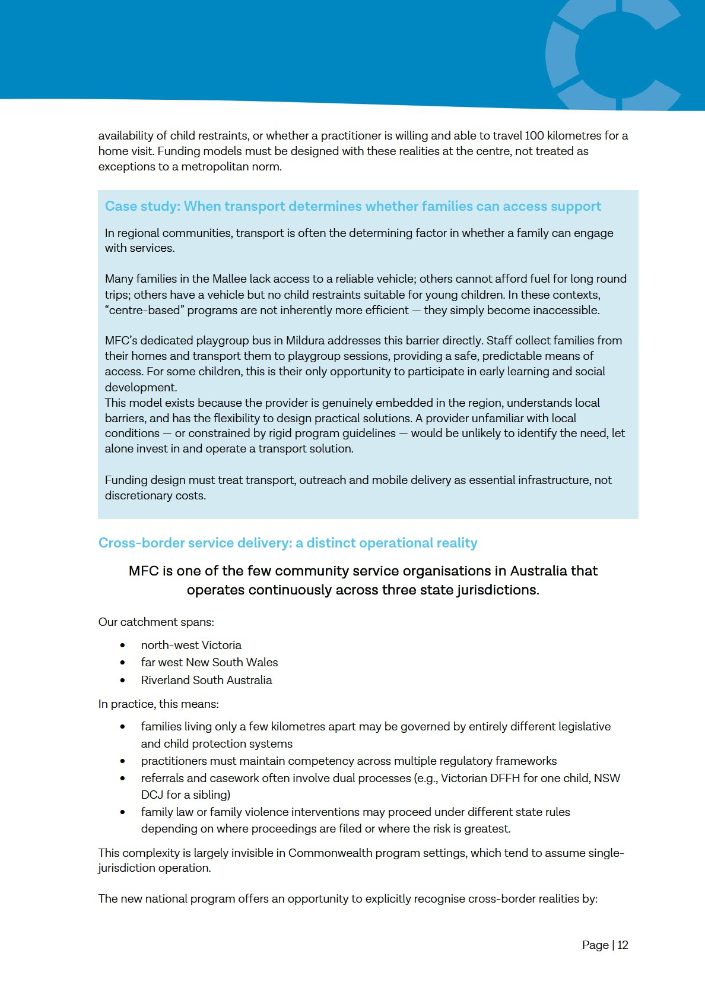 availability of child restraints, or whether a practitioner is willing and able to travel 100 kilometres for a
home visit. Funding models must be designed with these realities at the centre, not treated as
exceptions to a metropolitan norm.
Case study: When transport determines whether families can access support
In regional communities, transport is often the determining factor in whether a family can engage
with services.
Many families in the Mallee lack access to a reliable vehicle; others cannot afford fuel for long round
trips; others have a vehicle but no child restraints suitable for young children. In these contexts,
“centre-based” programs are not inherently more efficient — they simply become inaccessible.
MFC’s dedicated playgroup bus in Mildura addresses this barrier directly. Staff collect families from
their homes and transport them to playgroup sessions, providing a safe, predictable means of
access. For some children, this is their only opportunity to participate in early learning and social
development.
This model exists because the provider is genuinely embedded in the region, understands local
barriers, and has the flexibility to design practical solutions. A provider unfamiliar with local
conditions — or constrained by rigid program guidelines — would be unlikely to identify the need, let
alone invest in and operate a transport solution.
Funding design must treat transport, outreach and mobile delivery as essential infrastructure, not
discretionary costs.
Cross-border service delivery: a distinct operational reality
MFC is one of the few community service organisations in Australia that
operates continuously across three state jurisdictions.
Our catchment spans:
• north-west Victoria
• far west New South Wales
• Riverland South Australia
In practice, this means:
• families living only a few kilometres apart may be governed by entirely different legislative
and child protection systems
• practitioners must maintain competency across multiple regulatory frameworks
• referrals and casework often involve dual processes (e.g., Victorian DFFH for one child, NSW
DCJ for a sibling)
• family law or family violence interventions may proceed under different state rules
depending on where proceedings are filed or where the risk is greatest.
This complexity is largely invisible in Commonwealth program settings, which tend to assume single-
jurisdiction operation.
The new national program offers an opportunity to explicitly recognise cross-border realities by:
Page | 12